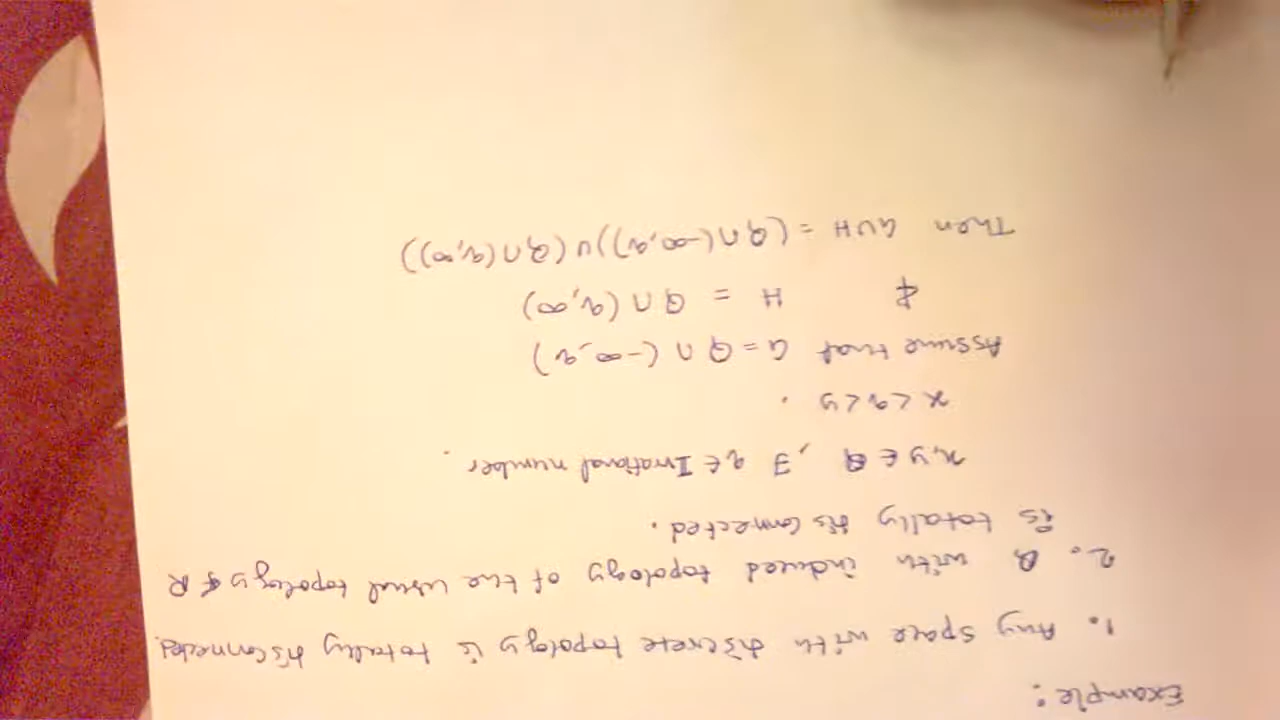 Example :
1. Any space with discrete topology is totally disconnected.
2. Q with induced topology of the usual topology of R
is totally disconnected.
x, y ∈ Q , ∃ q ∈ Irrational number.
x < q < y .
Assume that G = Q ∩ (-∞, q)
& H = Q ∩ (q, ∞)
Then G∪H = (Q ∩ (-∞, q)) ∪ (Q ∩ (q, ∞))